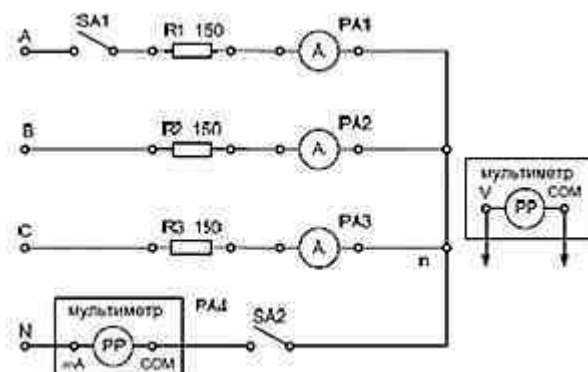 A SA1 R1 150 A PA1
B R2 150 A PA2
C R3 150 A PA3
n
мультиметр
V PP COM
мультиметр PA4 SA2
N PP
mA COM